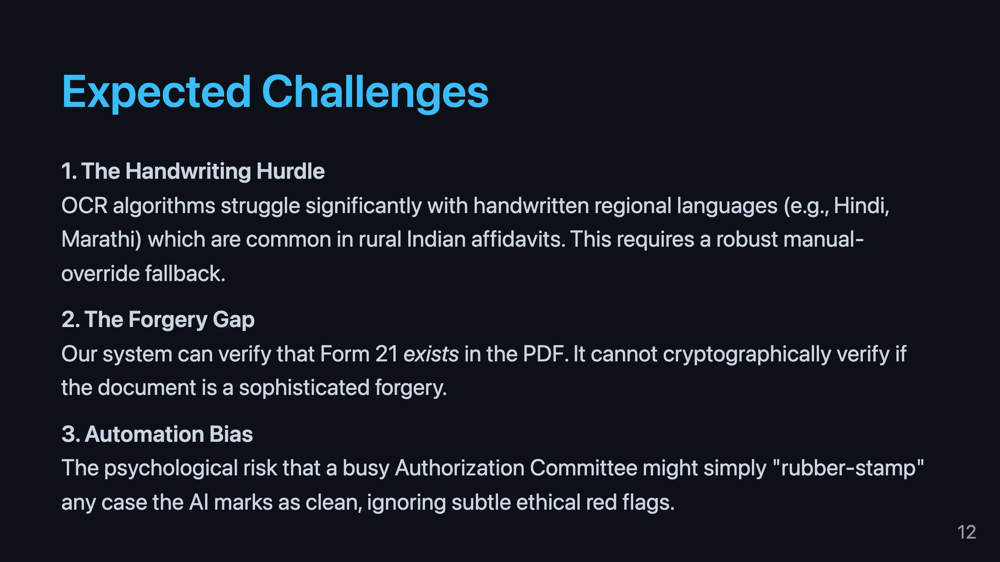 Expected Challenges
1. The Handwriting Hurdle
OCR algorithms struggle significantly with handwritten regional languages (e.g., Hindi,
Marathi) which are common in rural Indian affidavits. This requires a robust manual-
override fallback.
2. The Forgery Gap
Our system can verify that Form 21 exists in the PDF. It cannot cryptographically verify if
the document is a sophisticated forgery.
3. Automation Bias
The psychological risk that a busy Authorization Committee might simply "rubber-stamp"
any case the AI marks as clean, ignoring subtle ethical red flags.
12